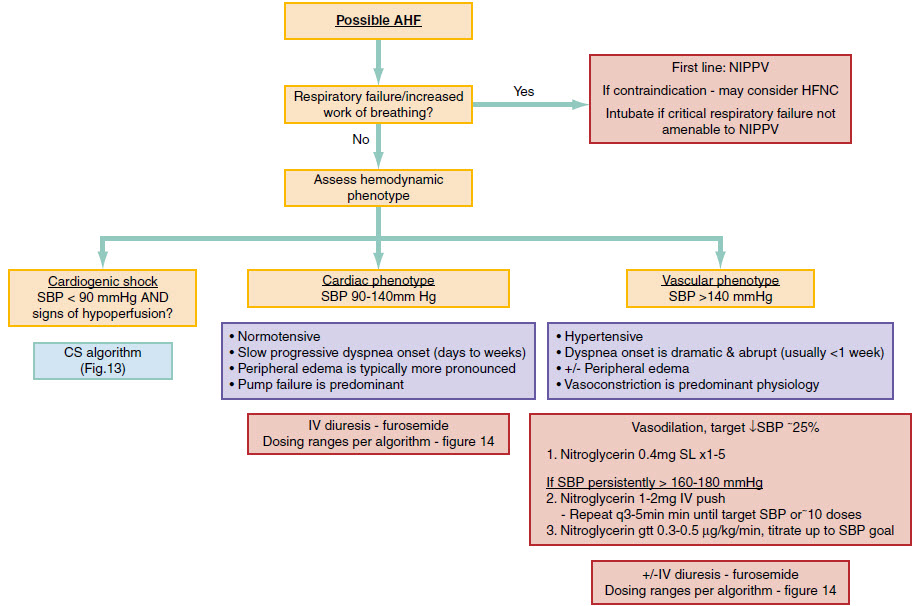 Possible AHF
Respiratory failure/increased
work of breathing?
Yes
First line: NIPPV
If contraindication - may consider HFNC
Intubate if critical respiratory failure not
amenable to NIPPV
No
Assess hemodynamic
phenotype
Cardiogenic shock
SBP < 90 mmHg AND
signs of hypoperfusion?
CS algorithm
(Fig.13)
Cardiac phenotype
SBP 90-140mm Hg
• Normotensive
• Slow progressive dyspnea onset (days to weeks)
• Peripheral edema is typically more pronounced
• Pump failure is predominant
IV diuresis - furosemide
Dosing ranges per algorithm - figure 14
Vascular phenotype
SBP >140 mmHg
• Hypertensive
• Dyspnea onset is dramatic & abrupt (usually <1 week)
• +/- Peripheral edema
• Vasoconstriction is predominant physiology
Vasodilation, target ↓SBP ~25%
1. Nitroglycerin 0.4mg SL x1-5
If SBP persistently > 160-180 mmHg
2. Nitroglycerin 1-2mg IV push
- Repeat q3-5min min until target SBP or~10 doses
3. Nitroglycerin gtt 0.3-0.5 µg/kg/min, titrate up to SBP goal
+/-IV diuresis - furosemide
Dosing ranges per algorithm - figure 14